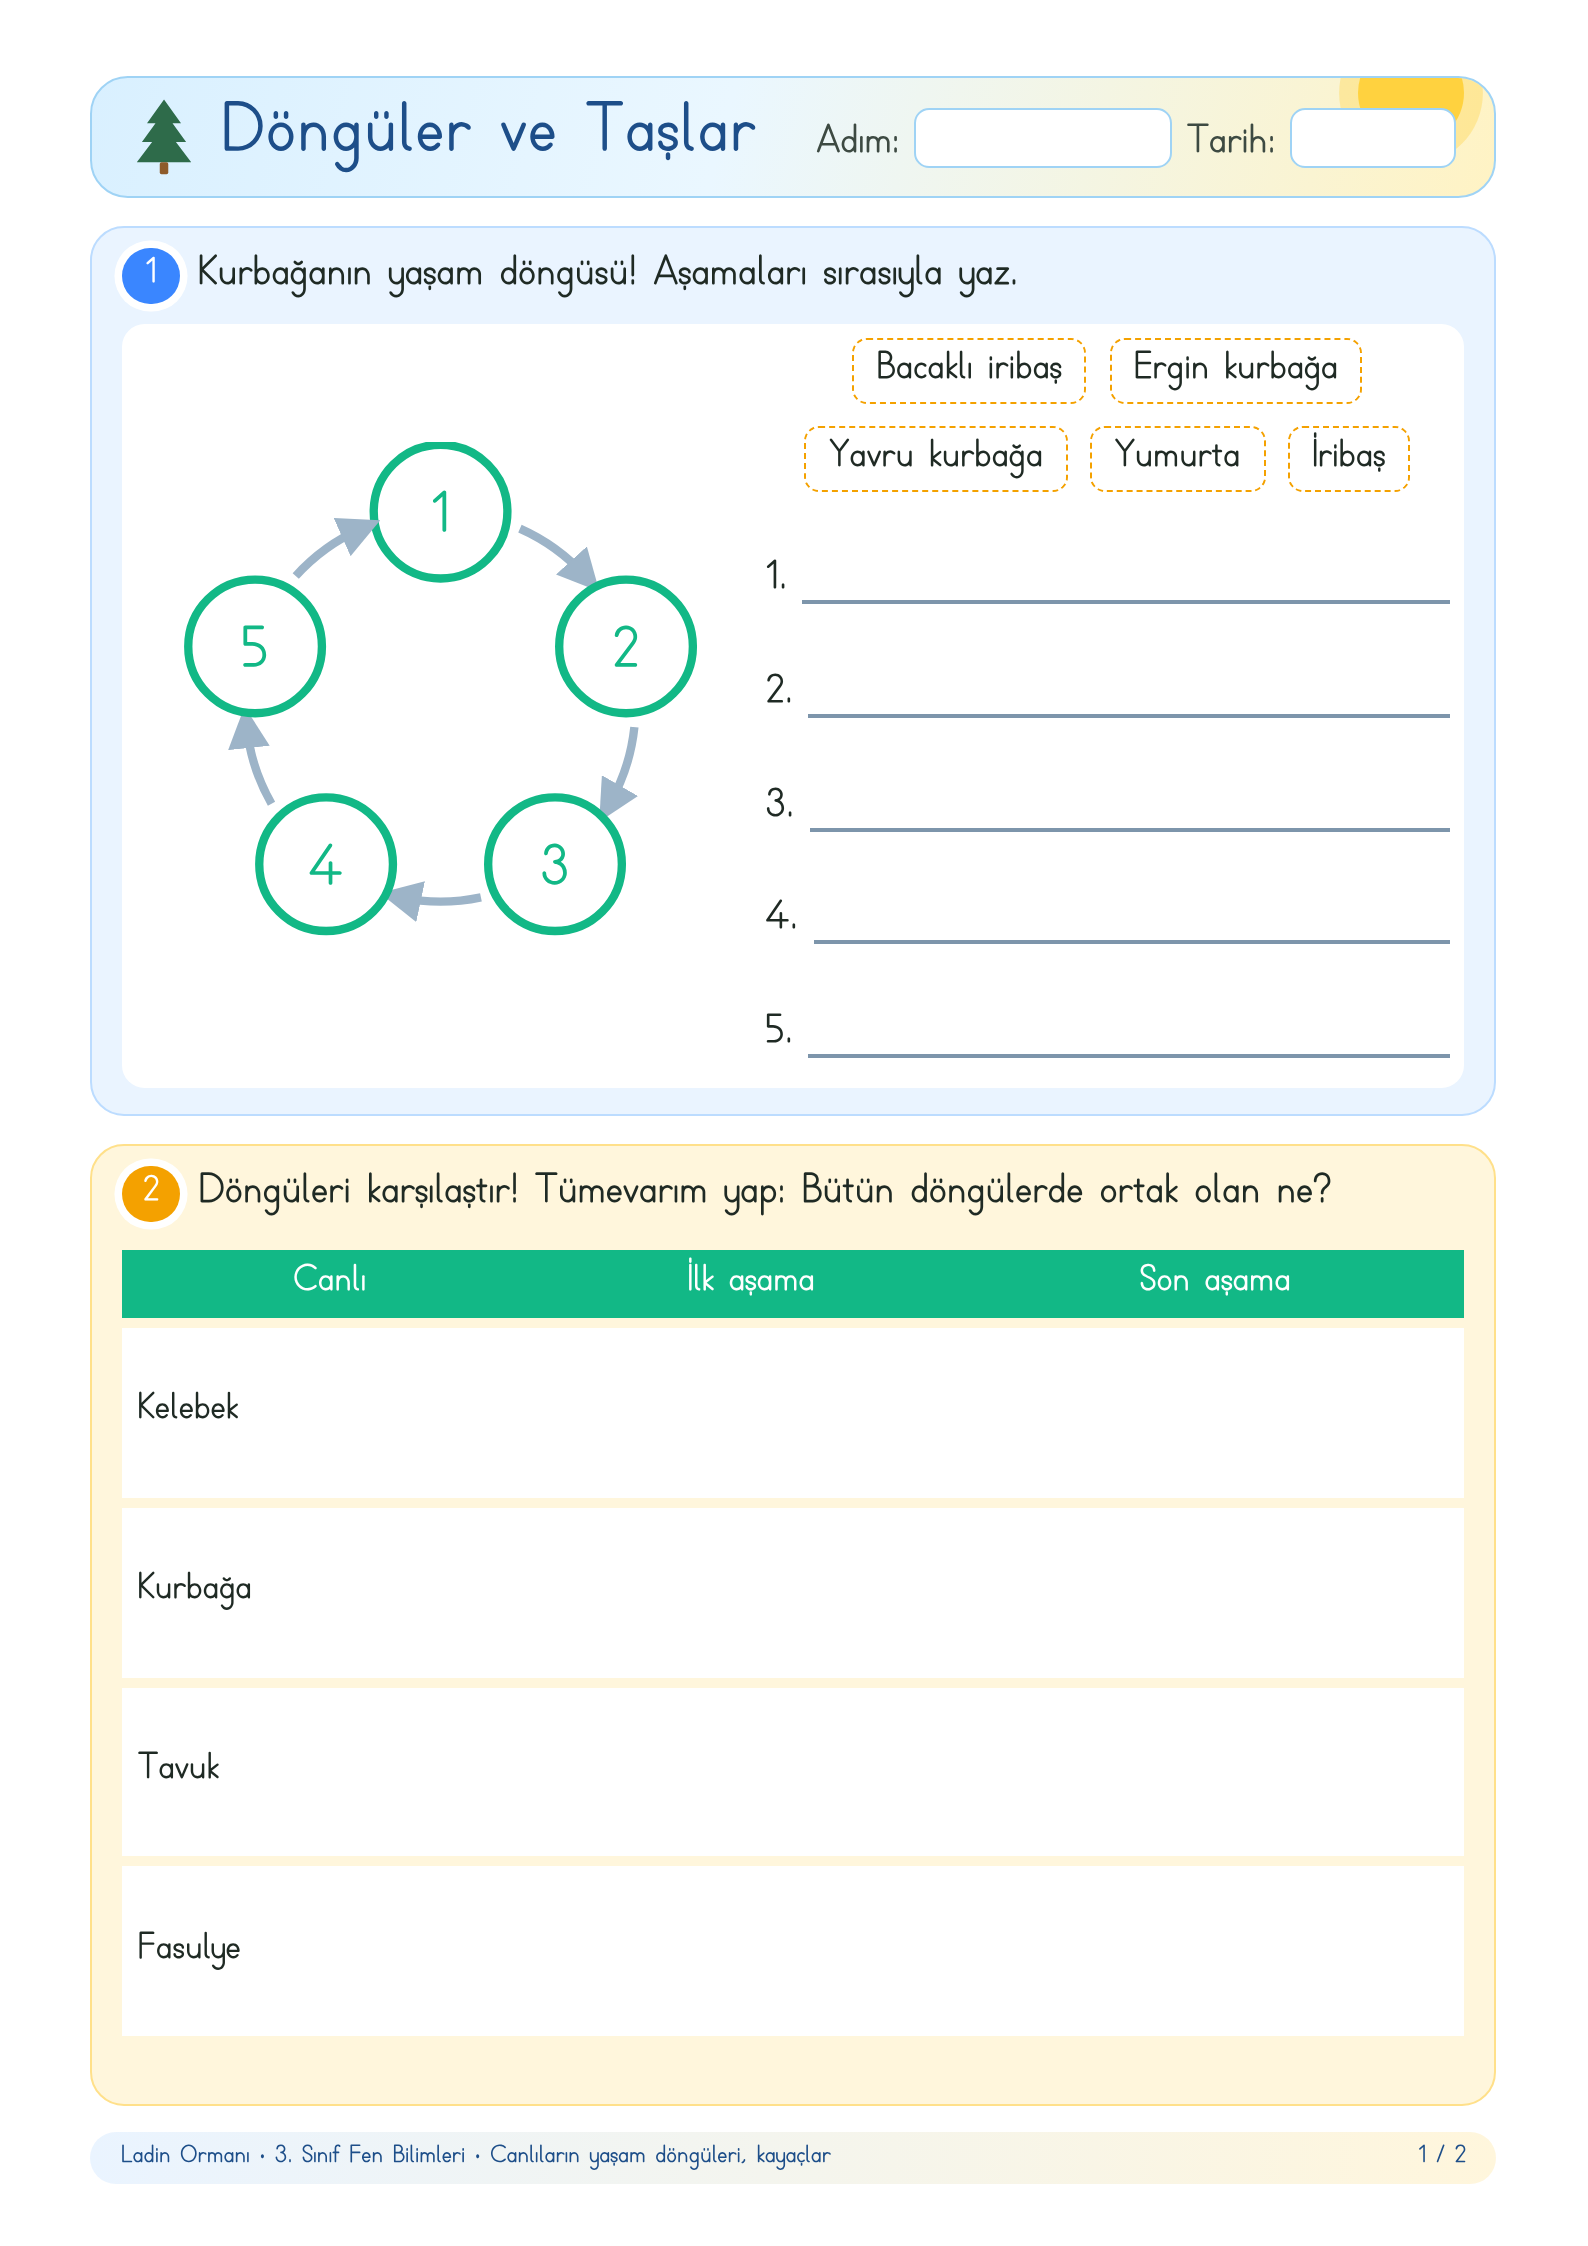 Döngüler ve Taşlar
Adım:
Tarih:
1
Kurbağanın yaşam döngüsü! Aşamaları sırasıyla yaz.
1
2
3
4
5
Bacaklı iribaş
Ergin kurbağa
Yavru kurbağa
Yumurta
İribaş
1.
2.
3.
4.
5.
2
Döngüleri karşılaştır! Tümevarım yap: Bütün döngülerde ortak olan ne?
Canlı
İlk aşama
Son aşama
Kelebek
Kurbağa
Tavuk
Fasulye
Ladin Ormanı • 3. Sınıf Fen Bilimleri • Canlıların yaşam döngüleri, kayaçlar
1 / 2